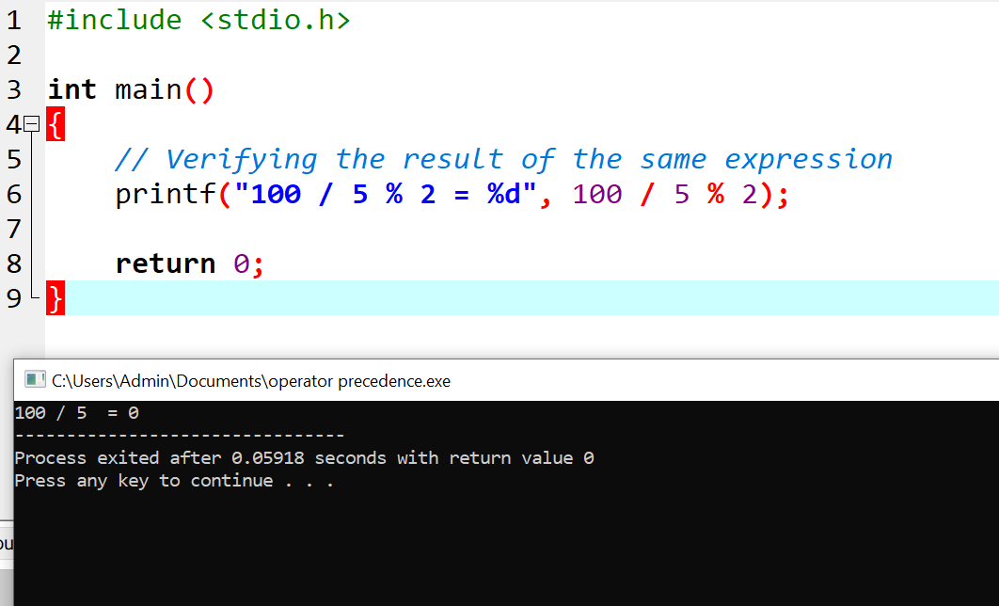 1 #include <stdio.h>
2
3 int main()
4 {
5 // Verifying the result of the same expression
6 printf("100 / 5 % 2 = %d", 100 / 5 % 2);
7
8 return 0;
9 }
C:\Users\Admin\Documents\operator precedence.exe
100 / 5  = 0
--------------------------------
Process exited after 0.05918 seconds with return value 0
Press any key to continue . . .
ou